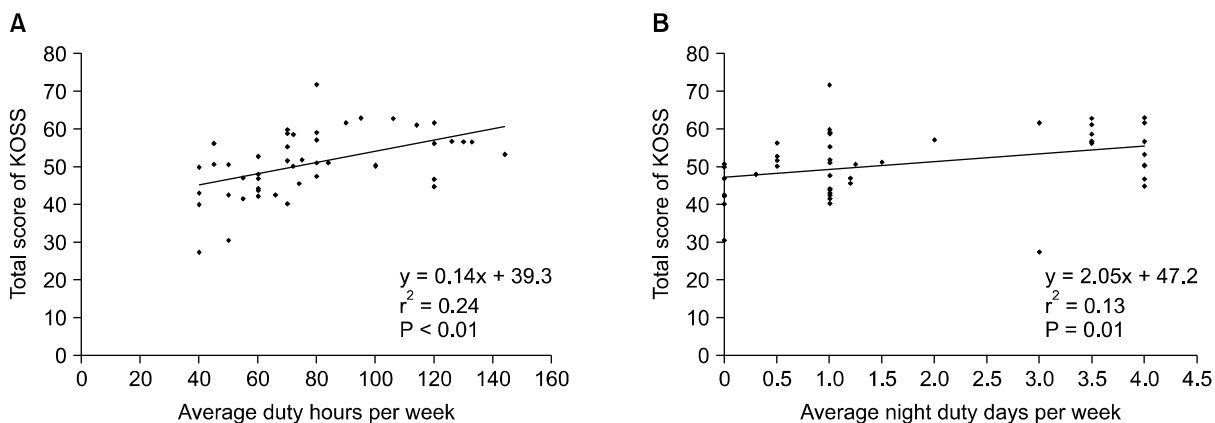 A
Total score of KOSS
80
70
60
50
40
30
20
10
0
y = 0.14x + 39.3
r² = 0.24
P < 0.01
0 20 40 60 80 100 120 140 160
Average duty hours per week
B
Total score of KOSS
80
70
60
50
40
30
20
10
0
y = 2.05x + 47.2
r² = 0.13
P = 0.01
0 0.5 1.0 1.5 2.0 2.5 3.0 3.5 4.0 4.5
Average night duty days per week